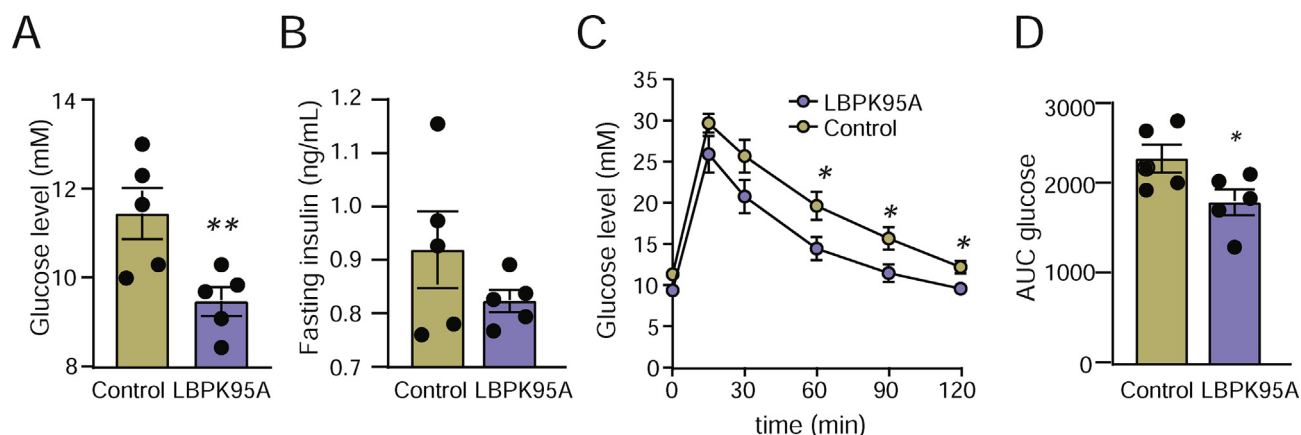 A
Glucose level (mM)
14
12
10
8
**
Control LBPK95A
B
Fasting insulin (ng/mL)
1.2
1.1
1.0
0.9
0.8
0.7
Control LBPK95A
C
Glucose level (mM)
35
30
25
20
15
10
5
0
LBPK95A
Control
*
*
*
0
30
60
90
120
time (min)
D
AUC glucose
3000
2000
1000
0
*
Control LBPK95A